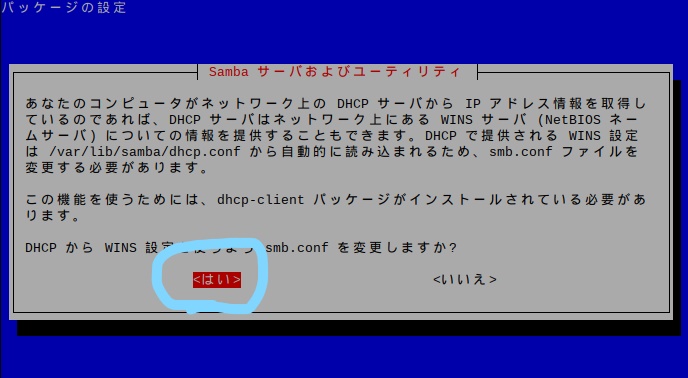 パッケージの設定
Samba サーバおよびユーティリティ
あなたのコンピュータがネットワーク上の DHCP サーバから IP アドレス情報を取得し
ているのであれば、DHCP サーバはネットワーク上にある WINS サーバ (NetBIOS ネー
ムサーバ) についての情報を提供することもできます。DHCP で提供される WINS 設定
は /var/lib/samba/dhcp.conf から自動的に読み込まれるため、smb.conf ファイルを
変更する必要があります。
この機能を使うためには、dhcp-client パッケージがインストールされている必要があ
ります。
DHCP から WINS 設定を使うよう smb.conf を変更しますか?
<はい> <いいえ>